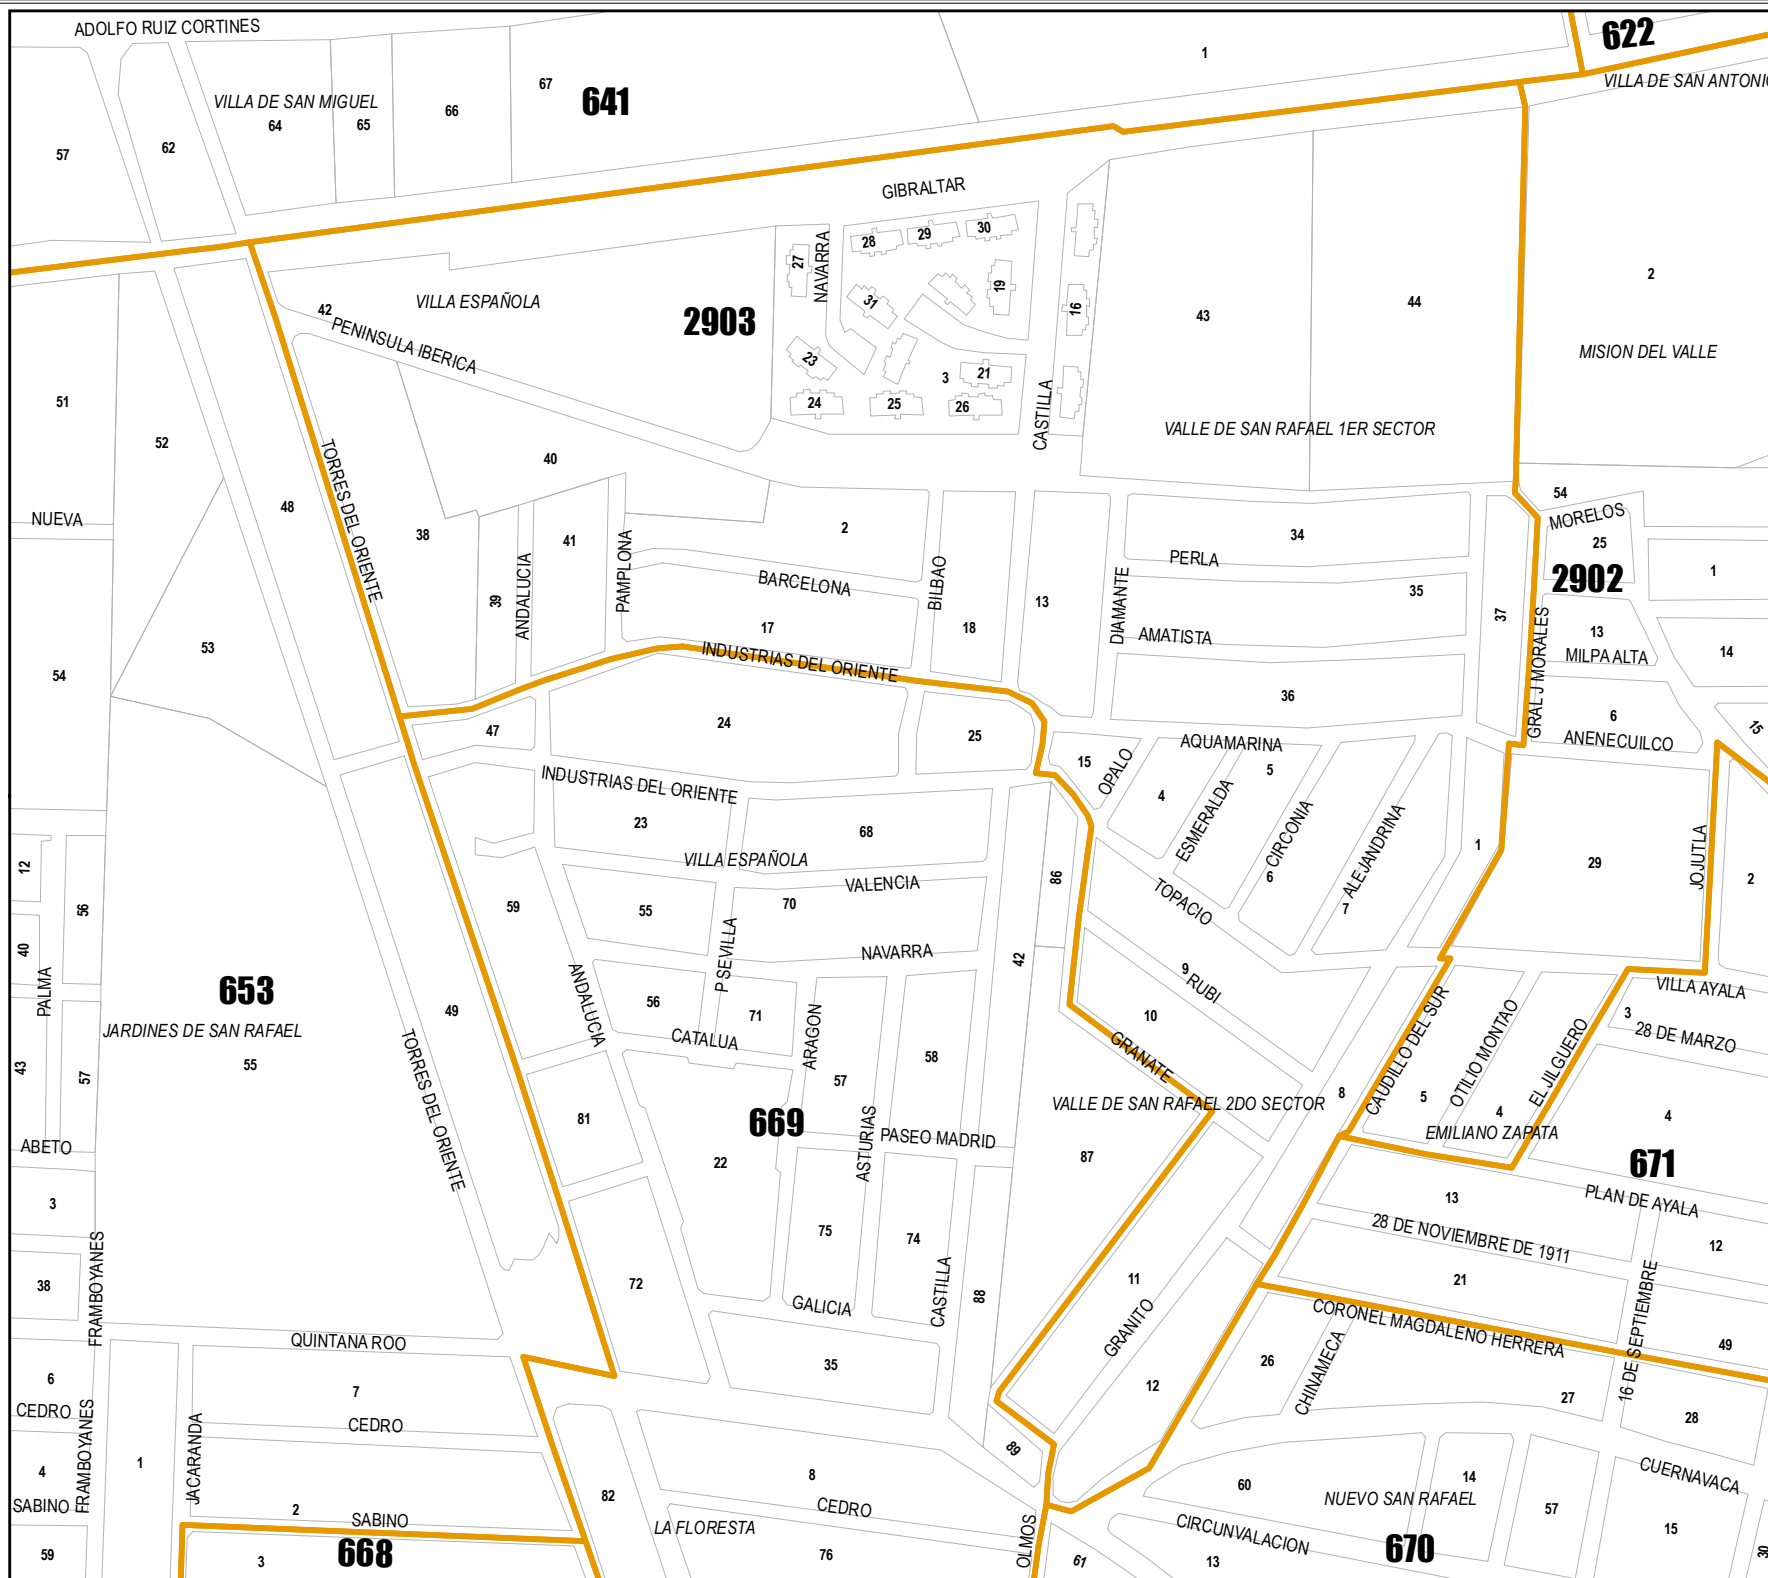 ADOLFO RUIZ CORTINES
622
1
VILLA DE SAN ANTONIO
67
641
VILLA DE SAN MIGUEL
66
64
65
62
57
GIBRALTAR
30
29
28
NAVARRA
27
2
19
31
16
42
VILLA ESPAÑOLA
2903
43
44
PENINSULA IBERICA
23
MISION DEL VALLE
3
21
24
25
26
51
CASTILLA
VALLE DE SAN RAFAEL 1ER SECTOR
52
40
TORRES DEL ORIENTE
48
54
NUEVA
MORELOS
38
41
2
34
25
PAMPLONA
PERLA
1
2902
BARCELONA
BILBAO
DIAMANTE
35
39
ANDALUCIA
13
37
17
18
AMATISTA
13
53
INDUSTRIAS DEL ORIENTE
MILPA ALTA
14
54
GRAL J MORALES
36
24
47
25
6
15
AQUAMARINA
ANENECUILCO
15
OPALO
5
INDUSTRIAS DEL ORIENTE
4
ESMERALDA
23
68
CIRCONIA
ALEJANDRINA
1
VILLA ESPAÑOLA
29
JOJUTLA
12
86
6
2
VALENCIA
TOPACIO
56
59
55
70
7
40
P SEVILLA
NAVARRA
42
9
PALMA
653
ANDALUCIA
56
RUBI
VILLA AYALA
49
71
10
3
JARDINES DE SAN RAFAEL
CATALUA
ARAGON
GRANATE
CAUDILLO DEL SUR
OTILIO MONTAO
28 DE MARZO
55
TORRES DEL ORIENTE
58
EL JILGUERO
43
57
57
8
5
4
VALLE DE SAN RAFAEL 2DO SECTOR
81
669
4
EMILIANO ZAPATA
ASTURIAS
PASEO MADRID
ABETO
22
87
671
3
13
PLAN DE AYALA
75
74
28 DE NOVIEMBRE DE 1911
12
38
FRAMBOYANES
72
CASTILLA
88
11
21
GALICIA
GRANITO
CORONEL MAGDALENO HERRERA
16 DE SEPTIEMBRE
QUINTANA ROO
49
35
26
CHINAMECA
6
7
12
27
CEDRO
CEDRO
28
FRAMBOYANES
JACARANDA
89
1
4
8
60
14
CUERNAVACA
82
SABINO
2
SABINO
CEDRO
NUEVO SAN RAFAEL
57
LA FLORESTA
OLMOS
CIRCUNVALACION
15
59
3
668
76
61
13
670
30